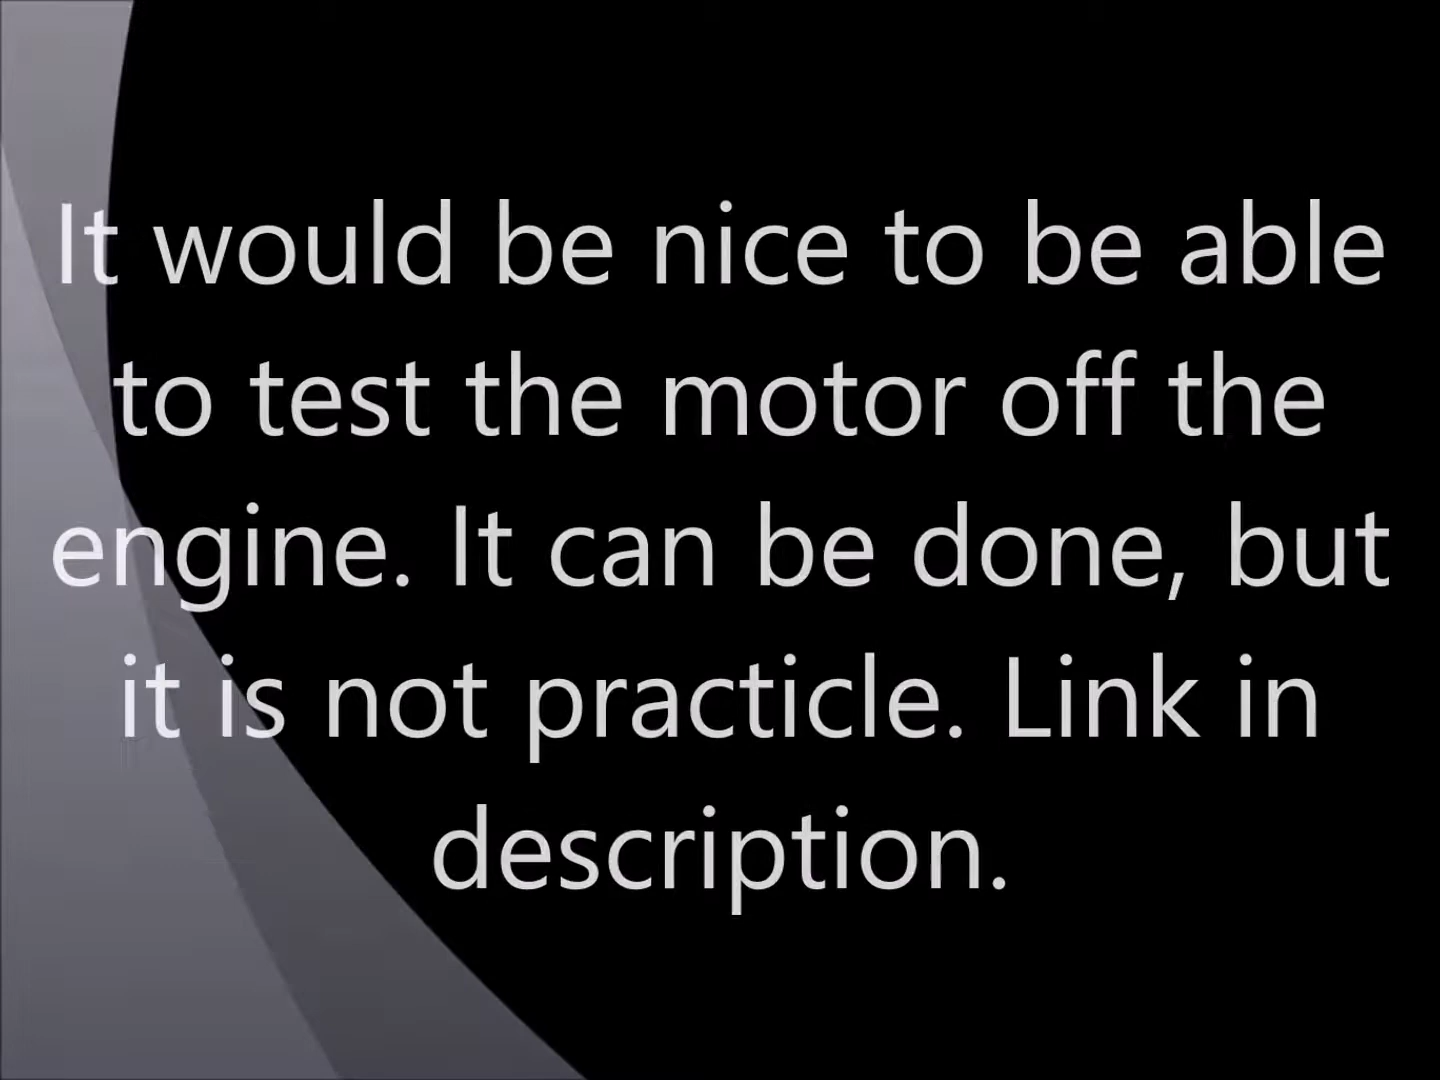 It would be nice to be able
to test the motor off the
engine. It can be done, but
it is not practicle. Link in
description.